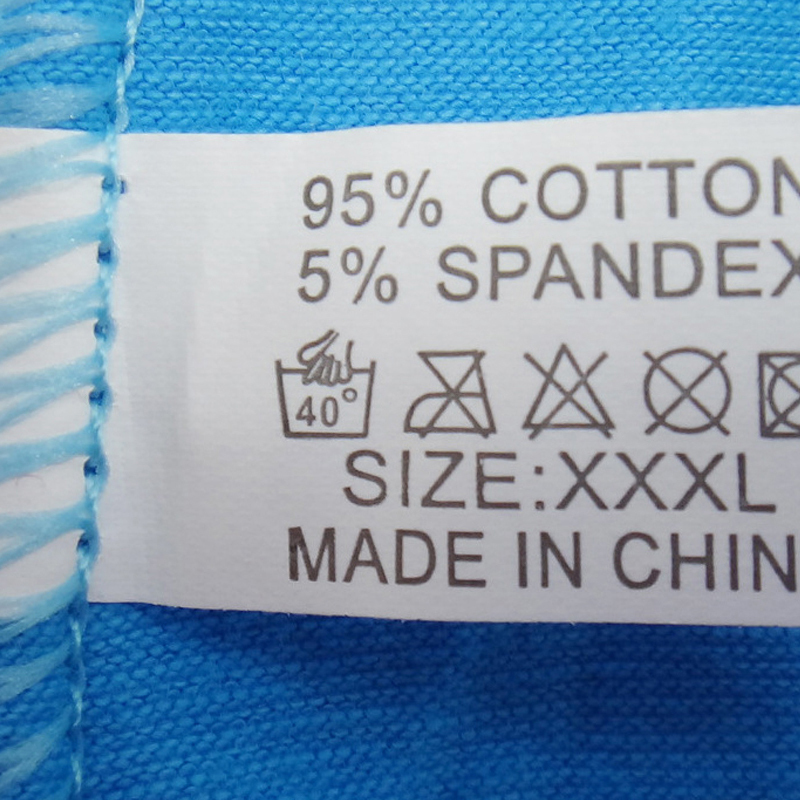 95% COTTON
5% SPANDEX
40°
SIZE:XXXL
MADE IN CHIN